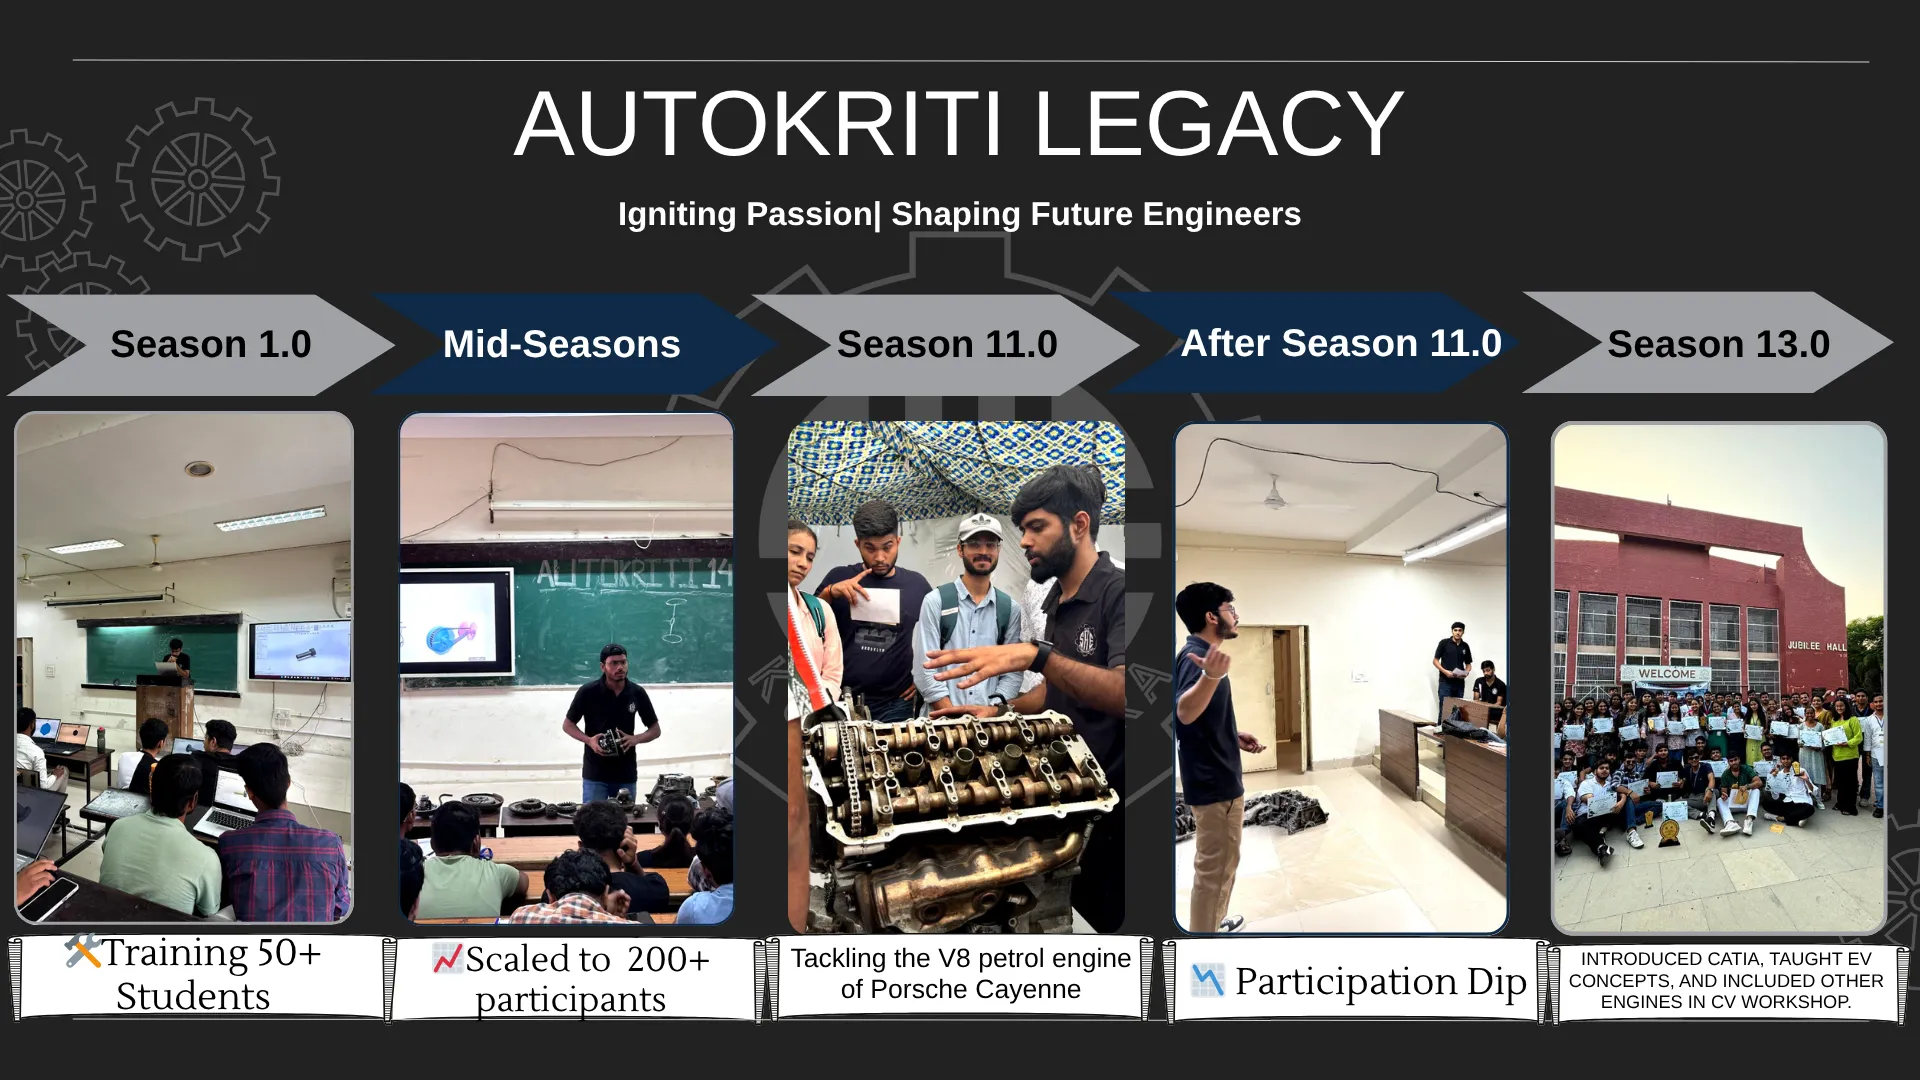 AUTOKRITI LEGACY
Igniting Passion| Shaping Future Engineers
Season 1.0
Mid-Seasons
Season 11.0
After Season 11.0
Season 13.0
AUTOKRITI 14
JUBILEE HALL
WELCOME
🛠️Training 50+
Students
📈Scaled to 200+
participants
Tackling the V8 petrol engine
of Porsche Cayenne
📉 Participation Dip
INTRODUCED CATIA, TAUGHT EV
CONCEPTS, AND INCLUDED OTHER
ENGINES IN CV WORKSHOP.